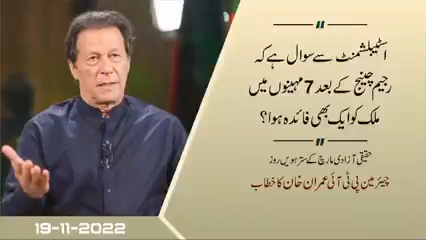 اسٹیبلشمنٹ سے سوال ہے کہ
رجیم چینج کے بعد 7 مہینوں میں
ملک کو ایک بھی فائدہ ہوا؟
حقیقی آزادی مارچ کے سترہویں روز
چیئرمین پی ٹی آئی عمران خان کا خطاب
19-11-2022